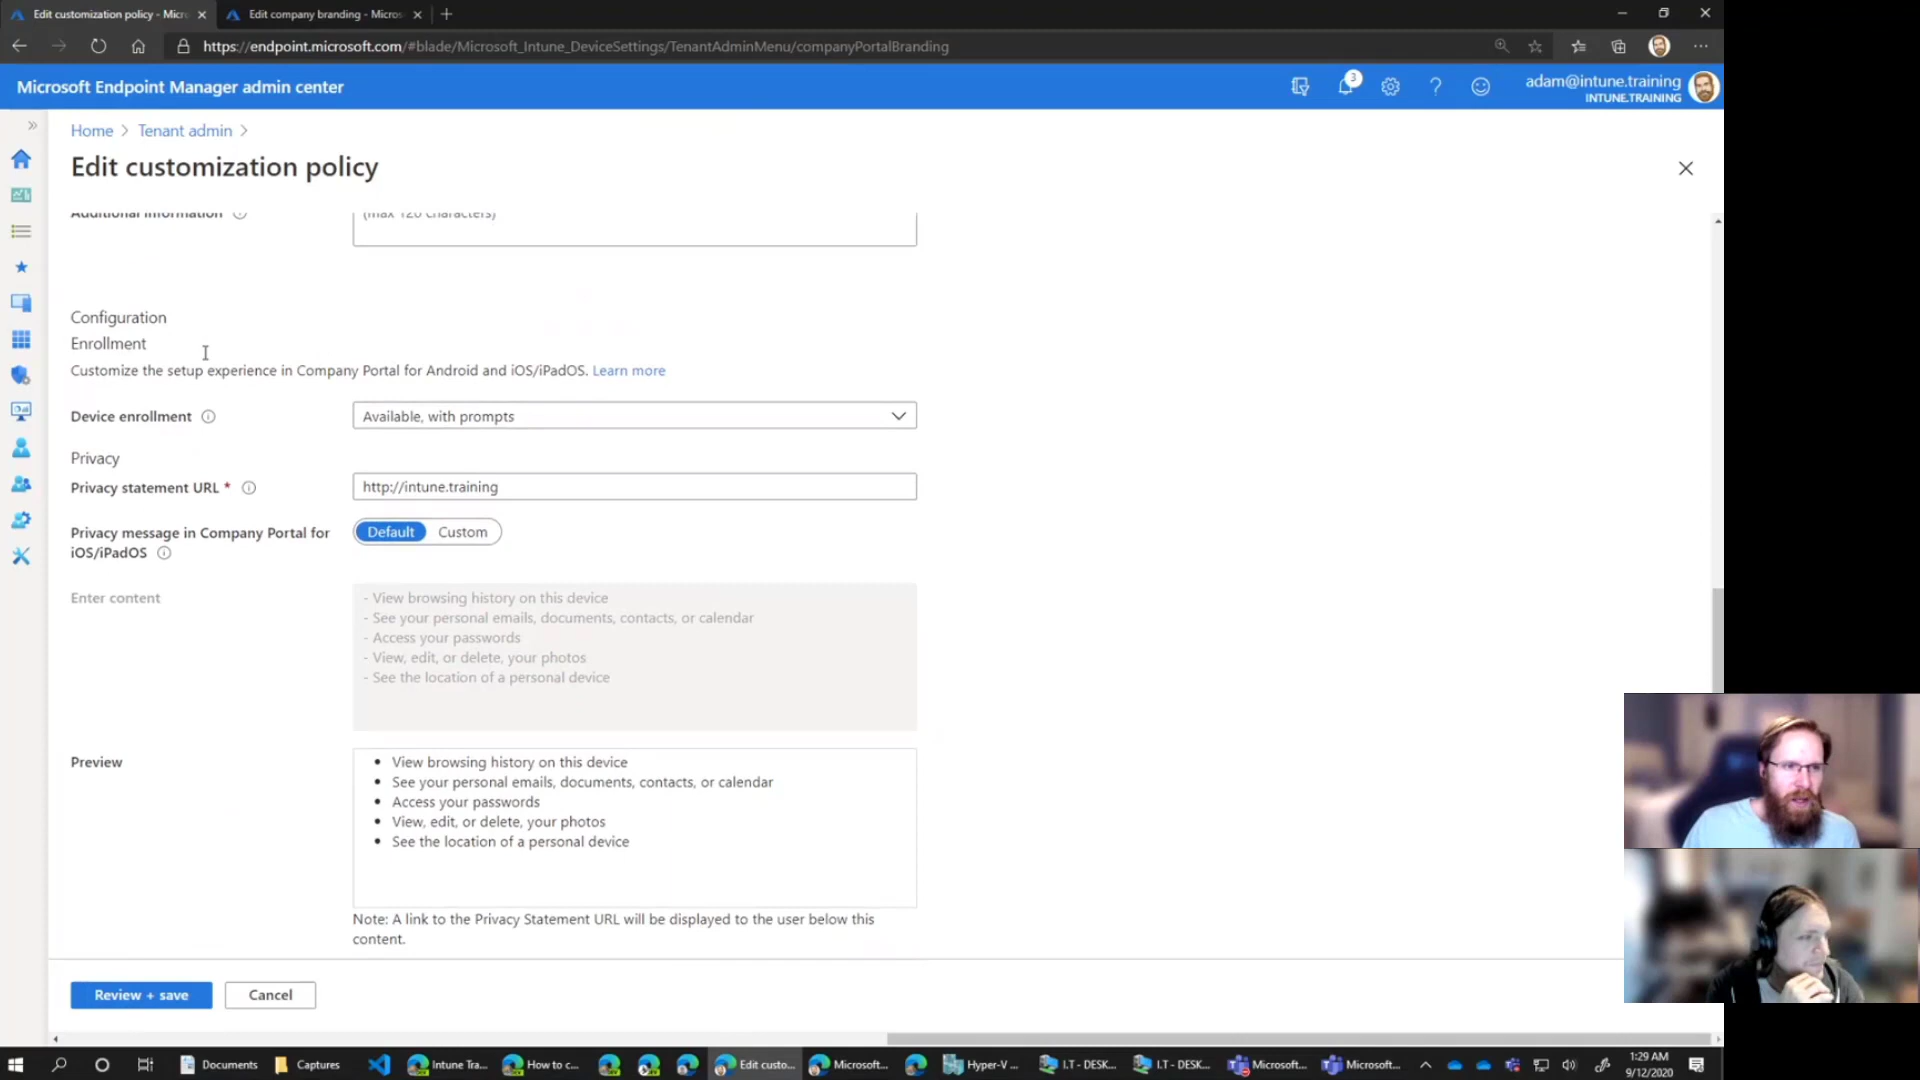 Edit customization policy - Micro
Edit company branding - Micros
https://endpoint.microsoft.com/#blade/Microsoft_Intune_DeviceSettings/TenantAdminMenu/companyPortalBranding
Microsoft Endpoint Manager admin center
3
adam@intune.training
INTUNE.TRAINING
Home > Tenant admin >
Edit customization policy
Additional information
(max 120 characters)
Configuration
Enrollment
Customize the setup experience in Company Portal for Android and iOS/iPadOS. Learn more
Device enrollment
Available, with prompts
Privacy
Privacy statement URL *
http://intune.training
Privacy message in Company Portal for
iOS/iPadOS
Default Custom
Enter content
- View browsing history on this device
- See your personal emails, documents, contacts, or calendar
- Access your passwords
- View, edit, or delete, your photos
- See the location of a personal device
Preview
• View browsing history on this device
• See your personal emails, documents, contacts, or calendar
• Access your passwords
• View, edit, or delete, your photos
• See the location of a personal device
Note: A link to the Privacy Statement URL will be displayed to the user below this
content.
Review + save Cancel
Documents Captures Intune Tra... How to c... Edit custo... Microsoft... Hyper-V ... I.T - DESK... I.T - DESK... Microsoft... Microsoft...
1:29 AM
9/12/2020